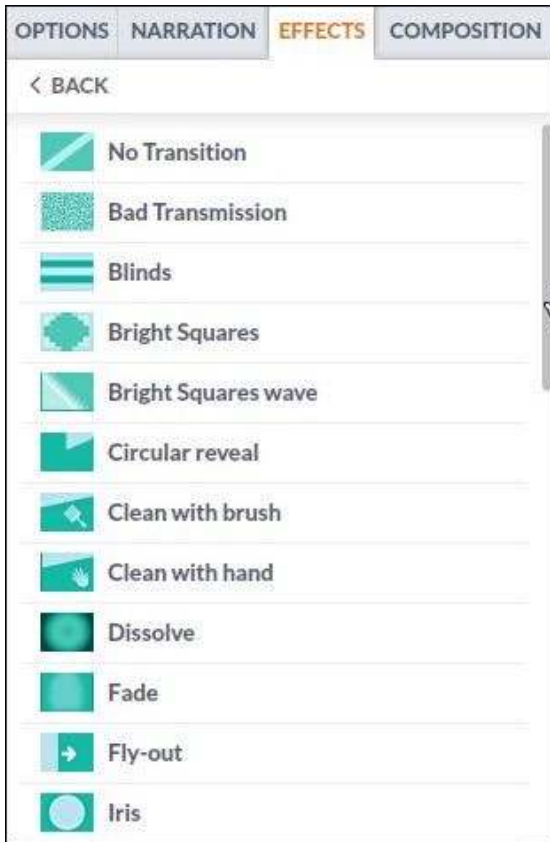 OPTIONS NARRATION EFFECTS COMPOSITION
< BACK
No Transition
Bad Transmission
Blinds
Bright Squares
Bright Squares wave
Circular reveal
Clean with brush
Clean with hand
Dissolve
Fade
Fly-out
Iris